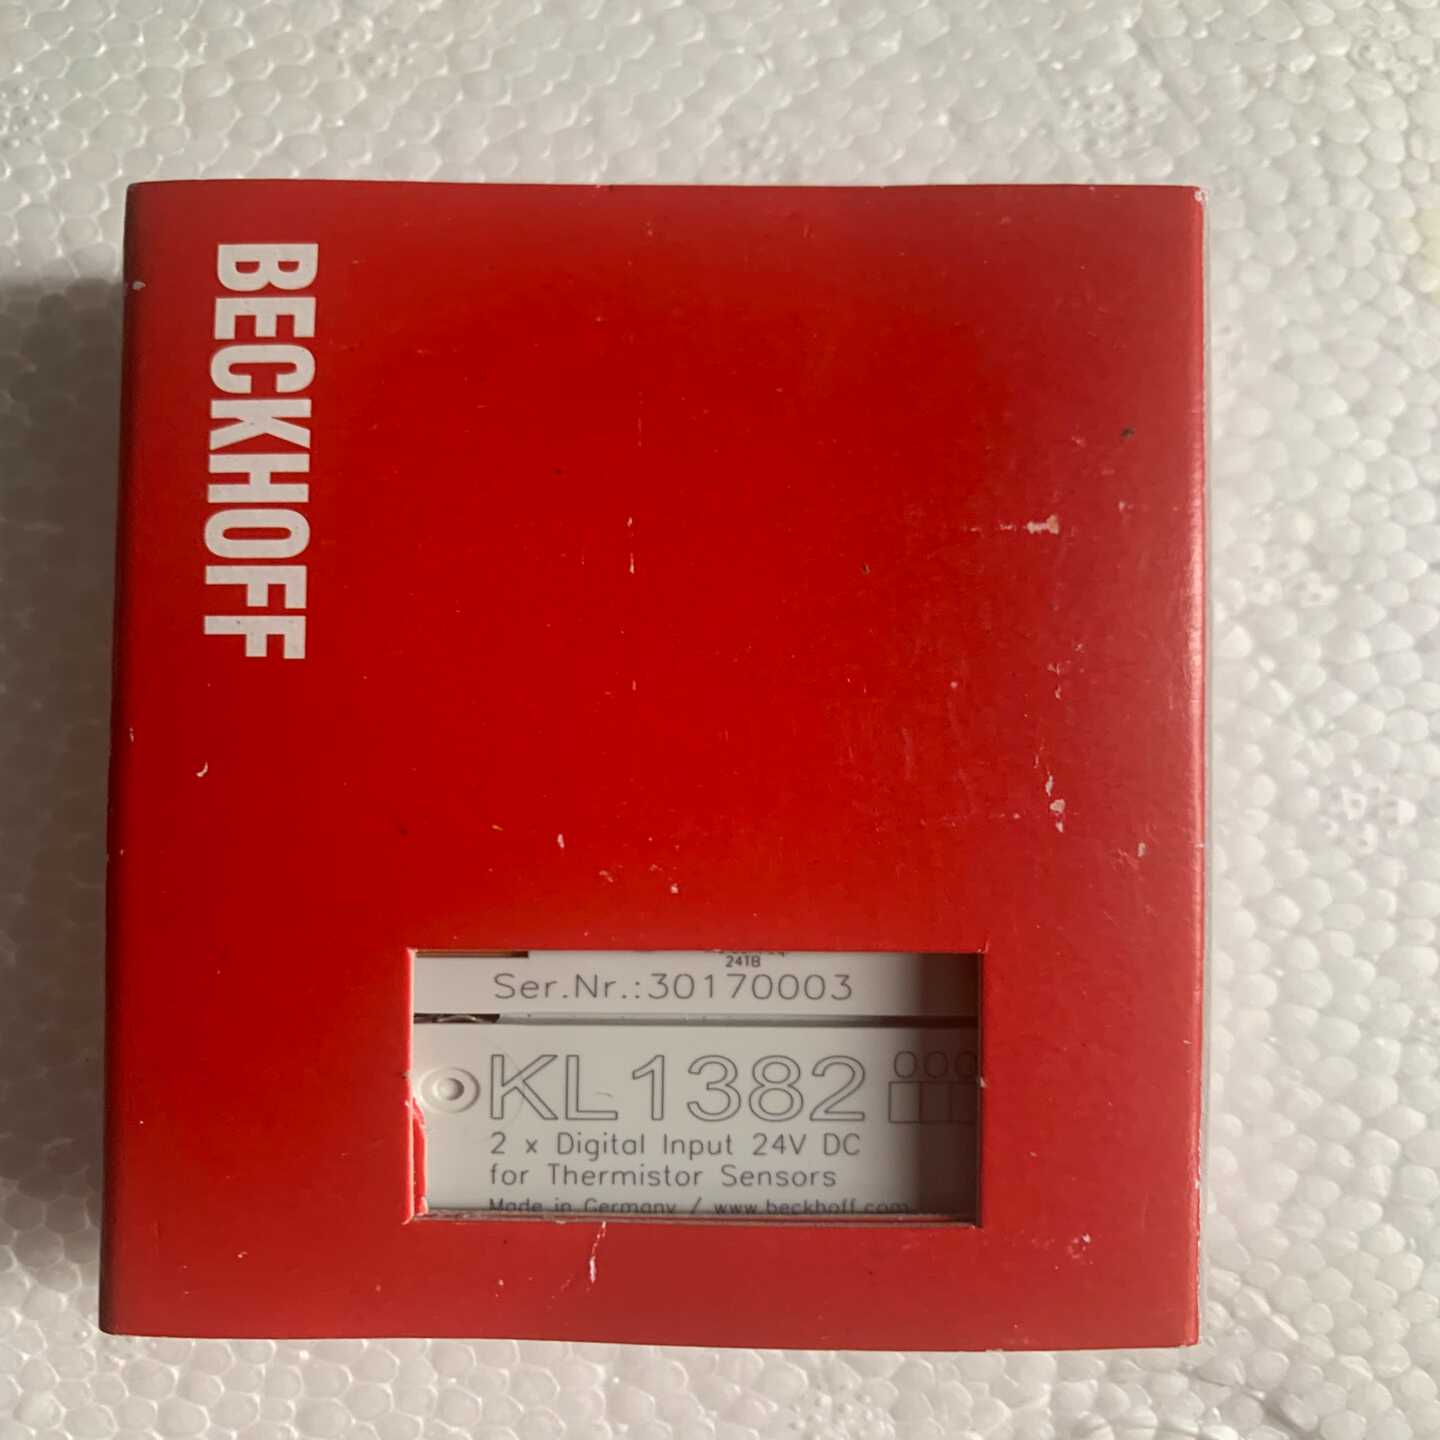 BECKHOFF
241B
Ser.Nr.:30170003
KL1382
000
2 x Digital Input 24V DC
for Thermistor Sensors
Made in Germany / www.beckhoff.com